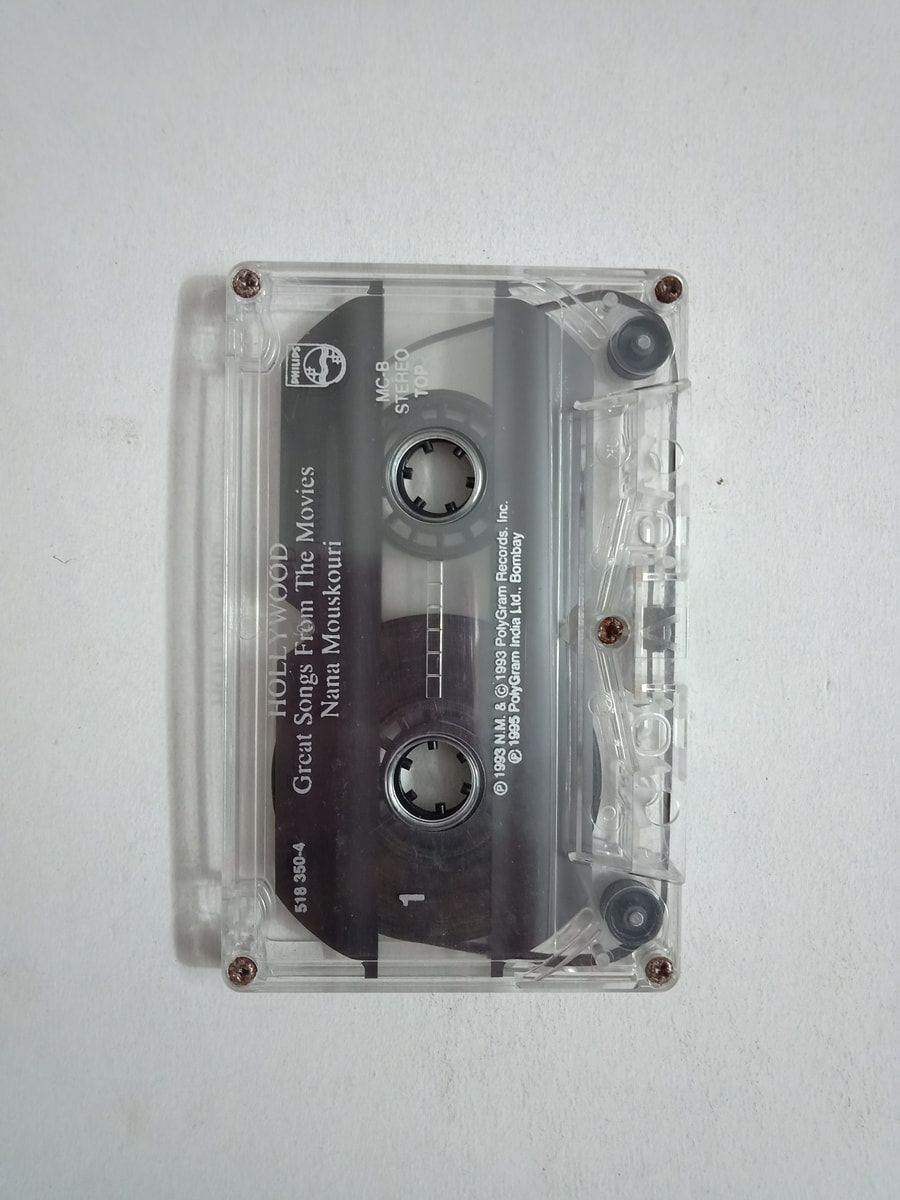 PHILIPS
HOLLYWOOD
Great Songs From The Movies
Nana Mouskouri
518 350-4
MC-B
STEREO
TOP
1
Ⓟ 1993 N.M. & © 1993 PolyGram Records. Inc.
Ⓟ 1995 PolyGram India Ltd.. Bombay